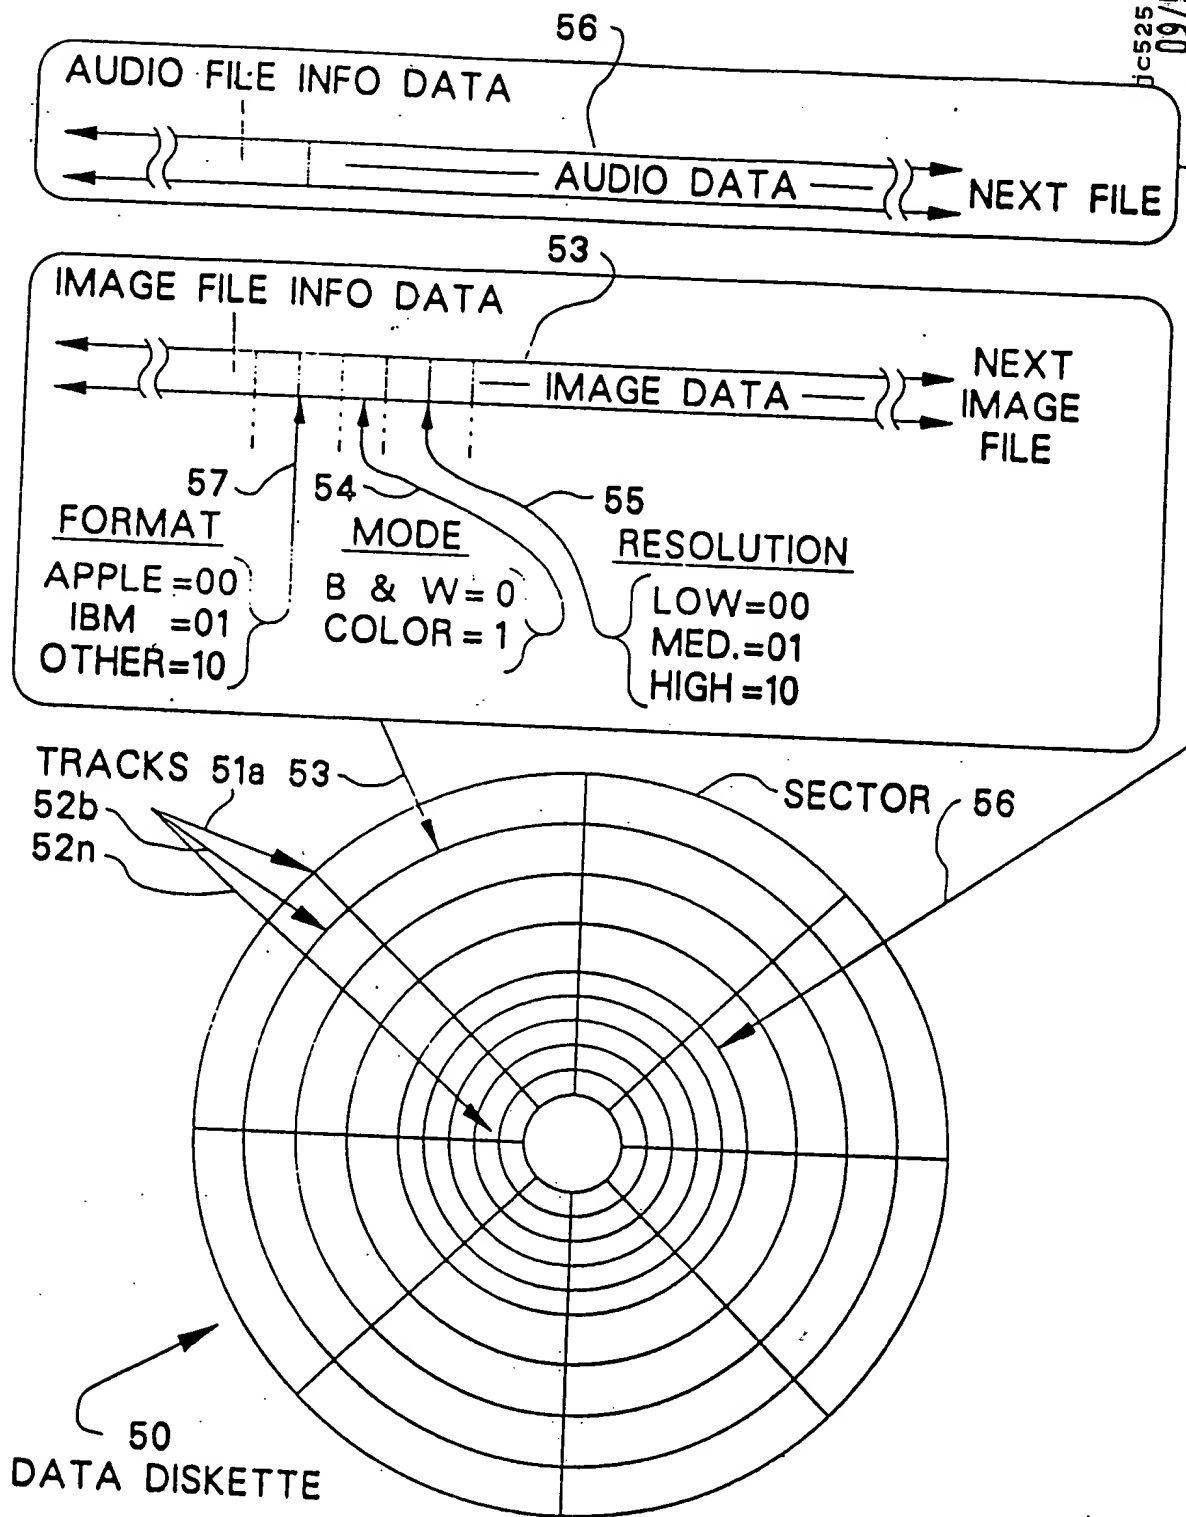 jc525
09/
56
AUDIO FILE INFO DATA
AUDIO DATA
NEXT FILE
53
IMAGE FILE INFO DATA
IMAGE DATA
NEXT
IMAGE
FILE
57
54
55
FORMAT
APPLE=00
IBM =01
OTHER=10
MODE
B & W=0
COLOR=1
RESOLUTION
LOW=00
MED.=01
HIGH=10
TRACKS 51a 53
52b
52n
SECTOR 56
50
DATA DISKETTE